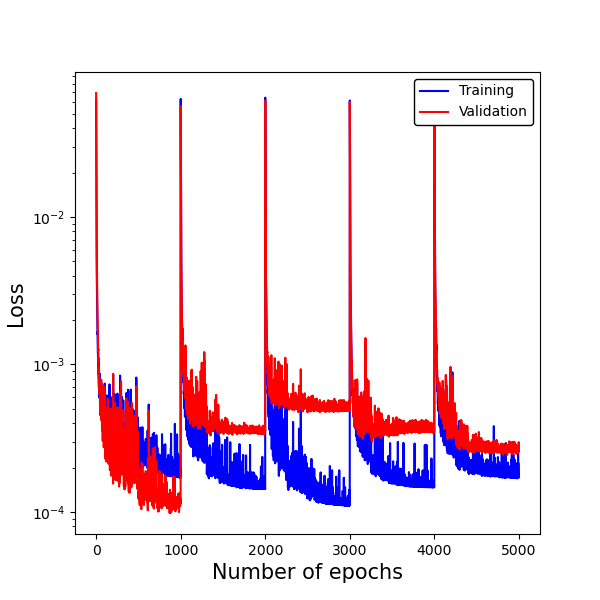 Training
Validation
Loss
10⁻²
10⁻³
10⁻⁴
0 1000 2000 3000 4000 5000
Number of epochs